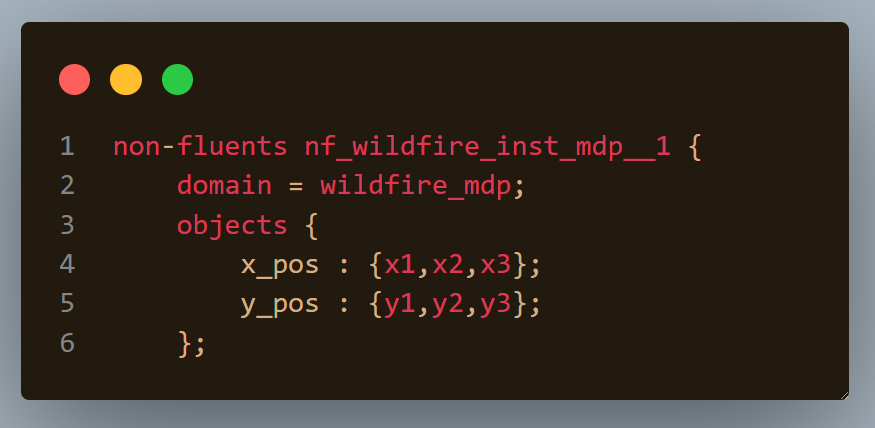 1 non-fluents nf_wildfire_inst_mdp__1 {
2 domain = wildfire_mdp;
3 objects {
4 x_pos : {x1,x2,x3};
5 y_pos : {y1,y2,y3};
6 };